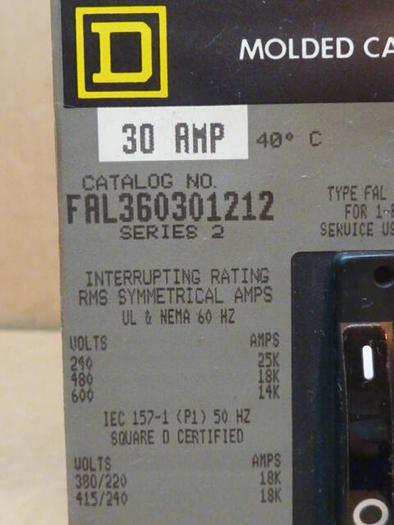 D
MOLDED CA
30 AMP 40° C
CATALOG NO.
FAL360301212
SERIES 2
TYPE FAL
FOR 1-
SERVICE US
INTERRUPTING RATING
RMS SYMMETRICAL AMPS
UL & NEMA 60 HZ
VOLTS AMPS
240 25K
480 18K
600 14K
IEC 157-1 (P1) 50 HZ
SQUARE D CERTIFIED
VOLTS AMPS
380/220 18K
415/240 18K
I
O